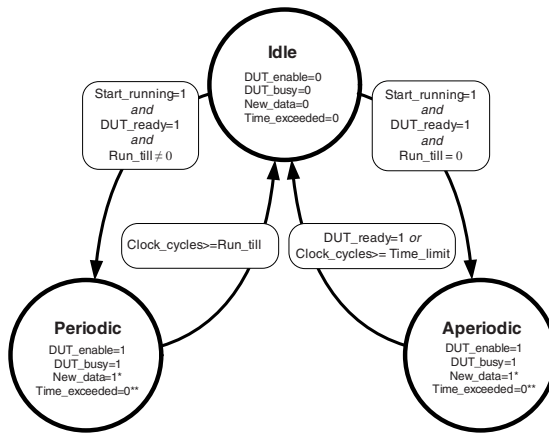 Idle
DUT_enable=0
DUT_busy=0
New_data=0
Time_exceeded=0
Start_running=1
and
DUT_ready=1
and
Run_till ≠ 0
Start_running=1
and
DUT_ready=1
and
Run_till = 0
Clock_cycles>=Run_till
DUT_ready=1 or
Clock_cycles>= Time_limit
Periodic
DUT_enable=1
DUT_busy=1
New_data=1*
Time_exceeded=0**
Aperiodic
DUT_enable=1
DUT_busy=1
New_data=1*
Time_exceeded=0**